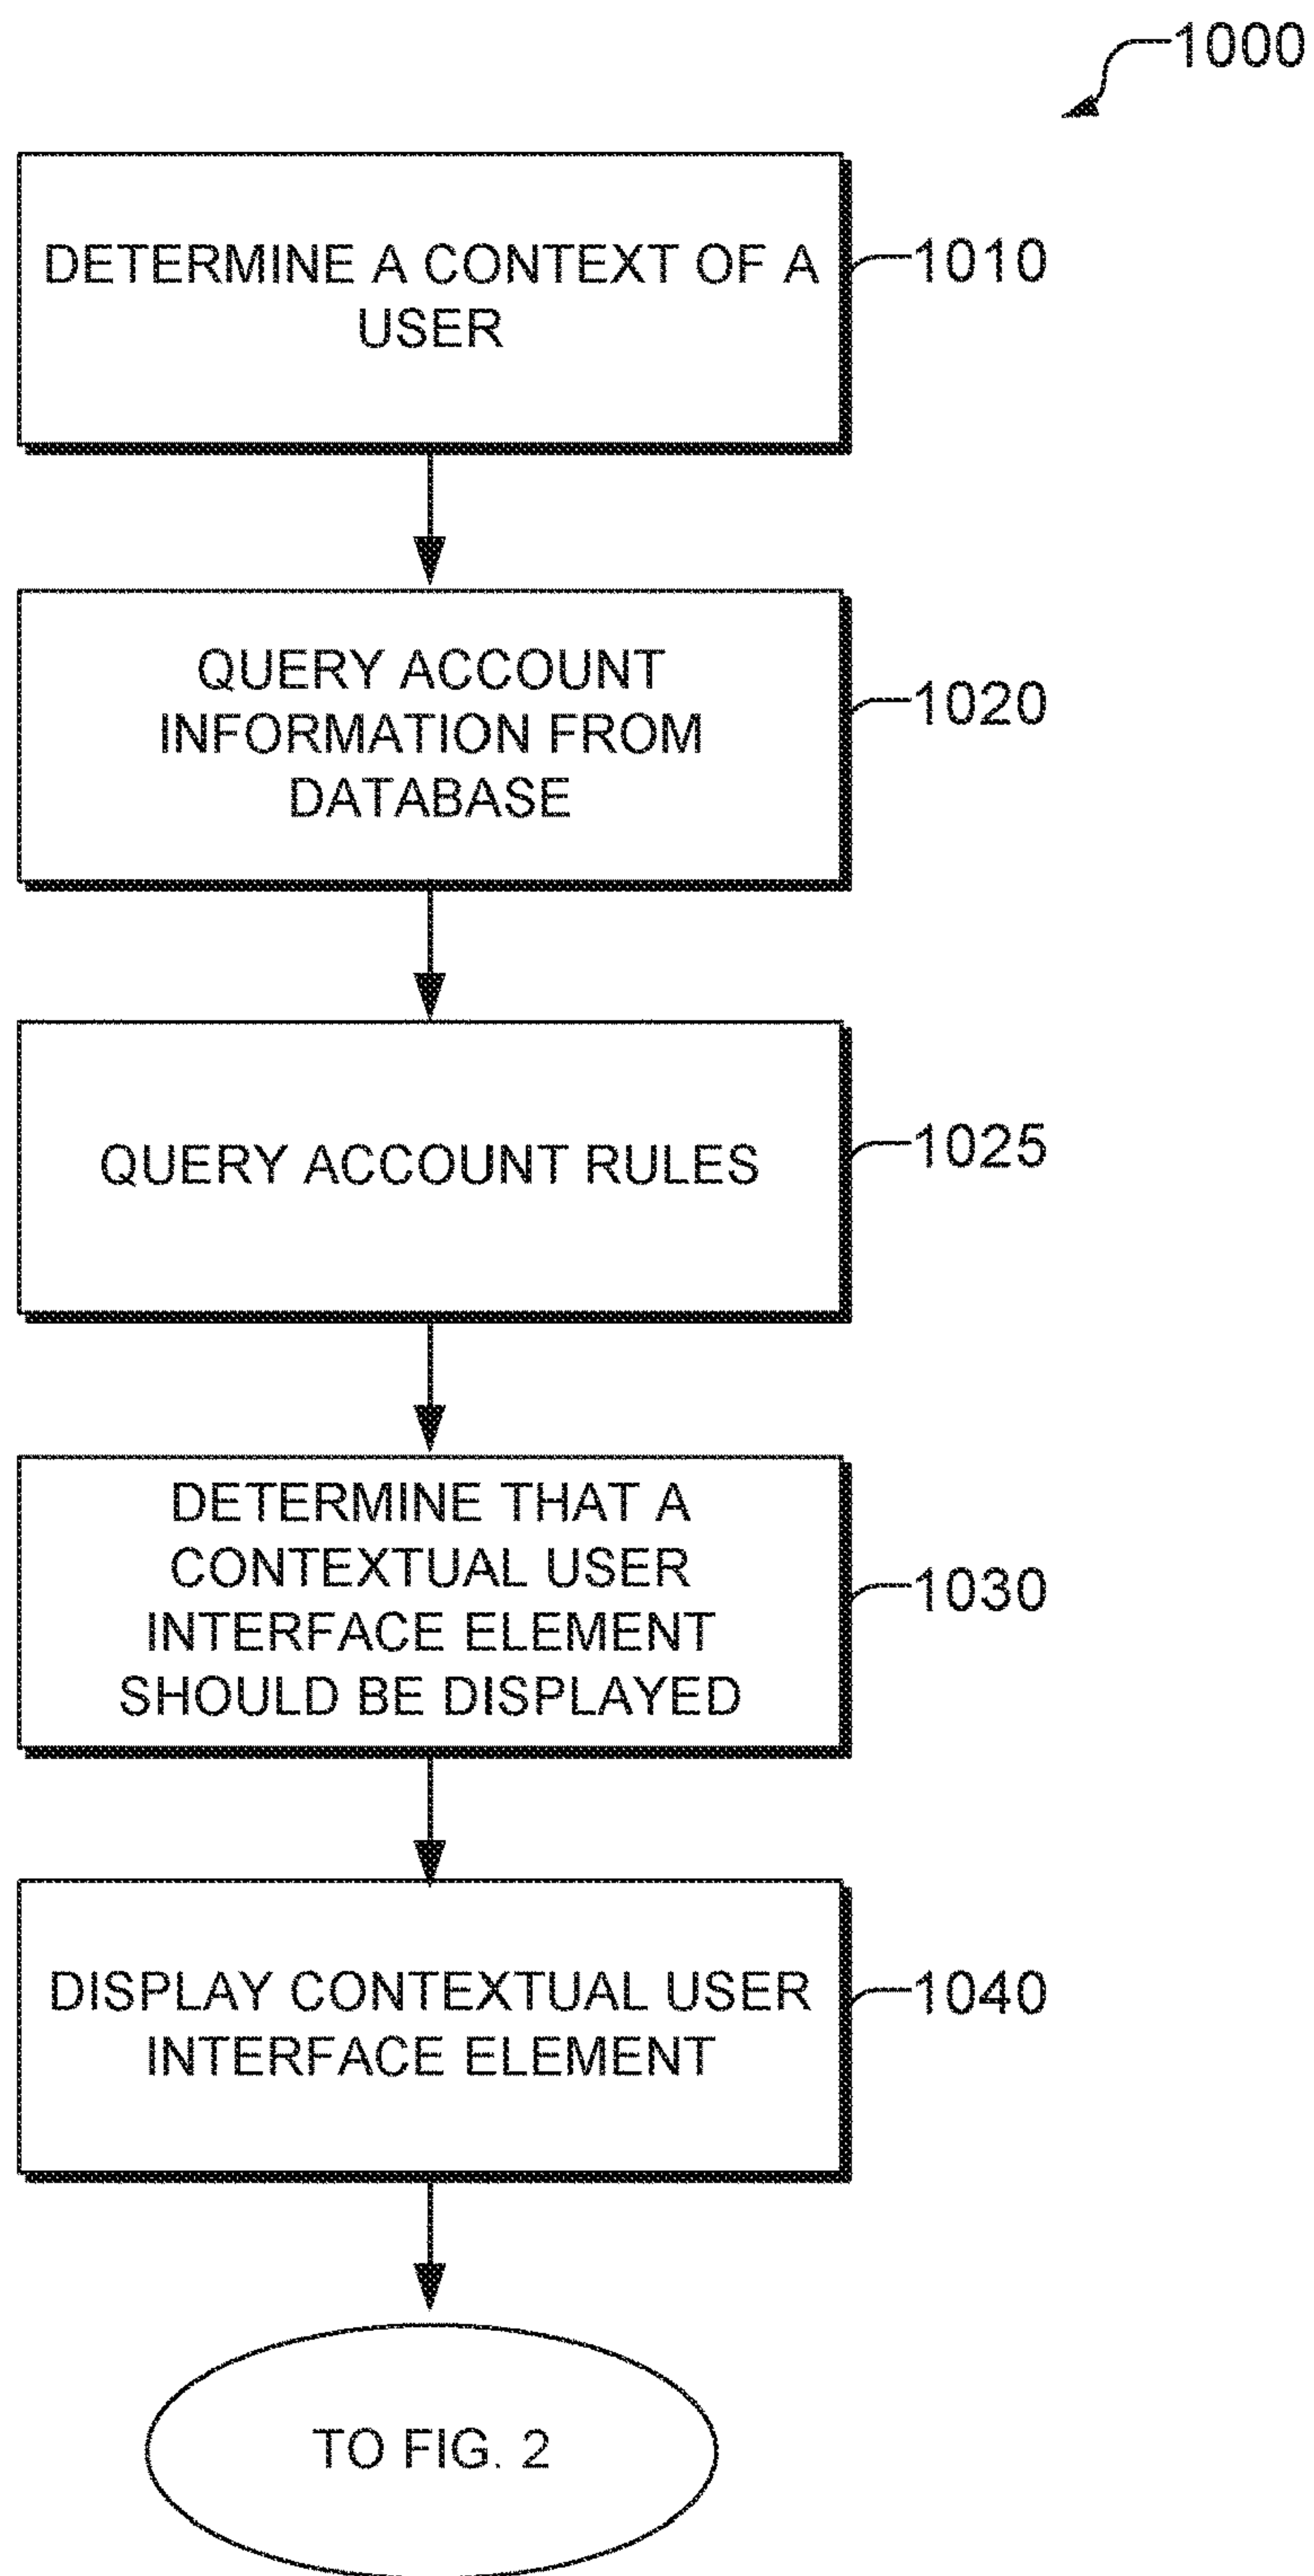 1000
DETERMINE A CONTEXT OF A
USER
1010
QUERY ACCOUNT
INFORMATION FROM
DATABASE
1020
QUERY ACCOUNT RULES
1025
DETERMINE THAT A
CONTEXTUAL USER
INTERFACE ELEMENT
SHOULD BE DISPLAYED
1030
DISPLAY CONTEXTUAL USER
INTERFACE ELEMENT
1040
TO FIG. 2